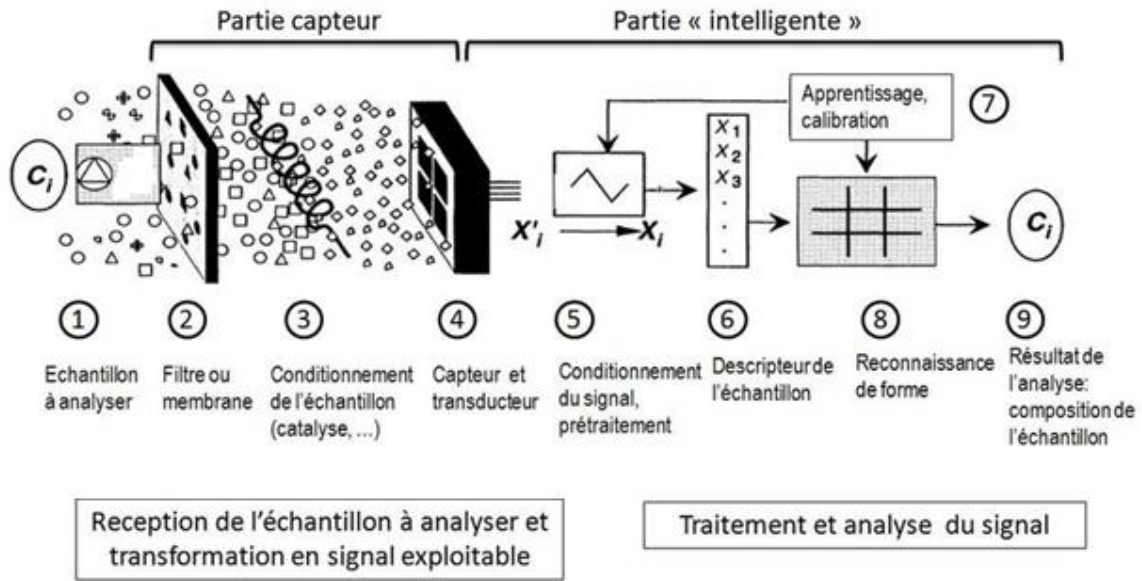 Partie capteur
Partie « intelligente »
Apprentissage,
calibration
7
C i
X' i
X i
X 1
X 2
X 3
.
.
.
C i
1
2
3
4
5
6
8
9
Echantillon
à analyser
Filtre ou
membrane
Conditionnement
de l'échantillon
(catalyse, ...)
Capteur et
transducteur
Conditionnement
du signal,
prétraitement
Descripteur de
l'échantillon
Reconnaissance
de forme
Résultat de
l'analyse:
composition de
l'échantillon
Reception de l'échantillon à analyser et
transformation en signal exploitable
Traitement et analyse du signal